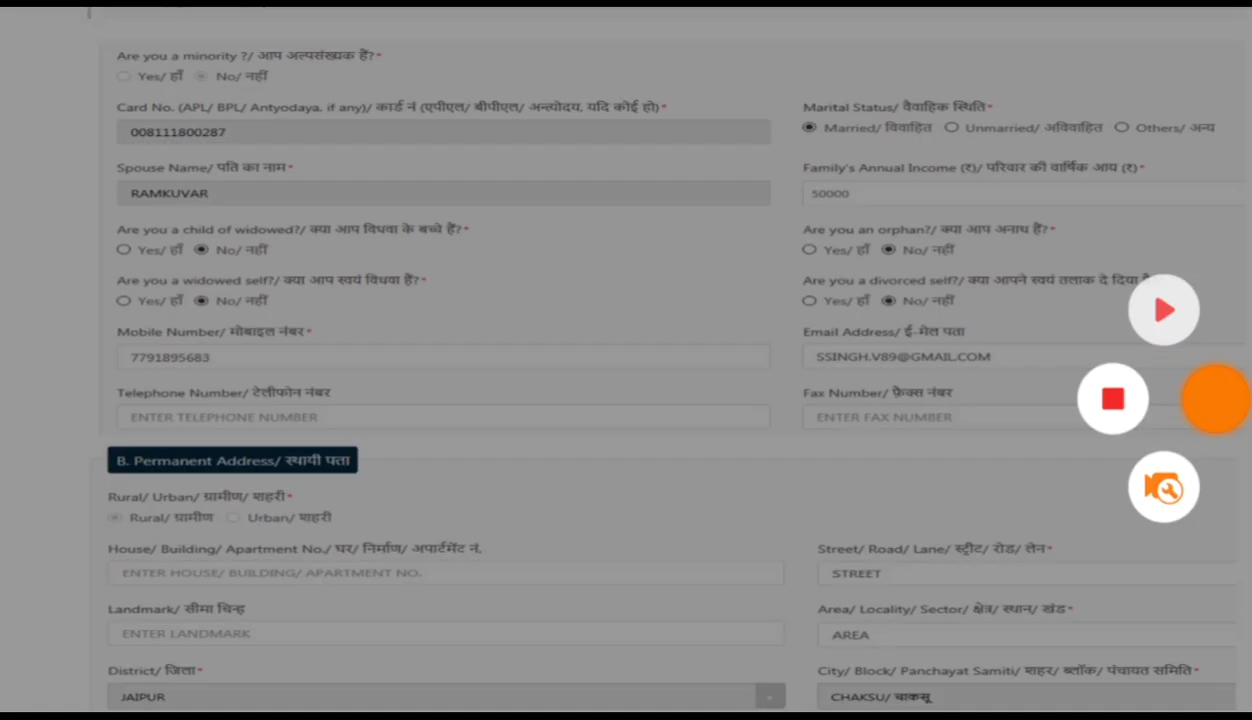 Are you a minority ?/ आप अल्पसंख्यक हैं?*
Yes/ हाँ No/ नहीं
Card No. (APL/ BPL/ Antyodaya, if any)/ कार्ड नं (एपीएल/ बीपीएल/ अन्त्योदय, यदि कोई हो)*
Marital Status/ वैवाहिक स्थिति*
008111800287
Married/ विवाहित Unmarried/ अविवाहित Others/ अन्य
Spouse Name/ पति का नाम*
Family's Annual Income (₹)/ परिवार की वार्षिक आय (₹)*
RAMKUVAR
50000
Are you a child of widowed?/ क्या आप विधवा के बच्चे हैं?*
Are you an orphan?/ क्या आप अनाथ हैं?*
Yes/ हाँ No/ नहीं
Yes/ हाँ No/ नहीं
Are you a widowed self?/ क्या आप स्वयं विधवा हैं?*
Are you a divorced self?/ क्या आपने स्वयं तलाक दे दिया
Yes/ हाँ No/ नहीं
Yes/ हाँ No/ नहीं
Mobile Number/ मोबाइल नंबर*
Email Address/ ई-मेल पता
7791895683
SSINGH.V89@GMAIL.COM
Telephone Number/ टेलीफोन नंबर
Fax Number/ फ़ैक्स नंबर
ENTER TELEPHONE NUMBER
ENTER FAX NUMBER
B. Permanent Address/ स्थायी पता
Rural/ Urban/ ग्रामीण/ शहरी*
Rural/ ग्रामीण Urban/ शहरी
House/ Building/ Apartment No./ घर/ निर्माण/ अपार्टमेंट नं.
Street/ Road/ Lane/ स्ट्रीट/ रोड/ लेन*
ENTER HOUSE/ BUILDING/ APARTMENT NO.
STREET
Landmark/ सीमा चिन्ह
Area/ Locality/ Sector/ क्षेत्र/ स्थान/ खंड*
ENTER LANDMARK
AREA
District/ जिला*
City/ Block/ Panchayat Samiti/ शहर/ ब्लॉक/ पंचायत समिति*
JAIPUR
CHAKSU/ चाकसू